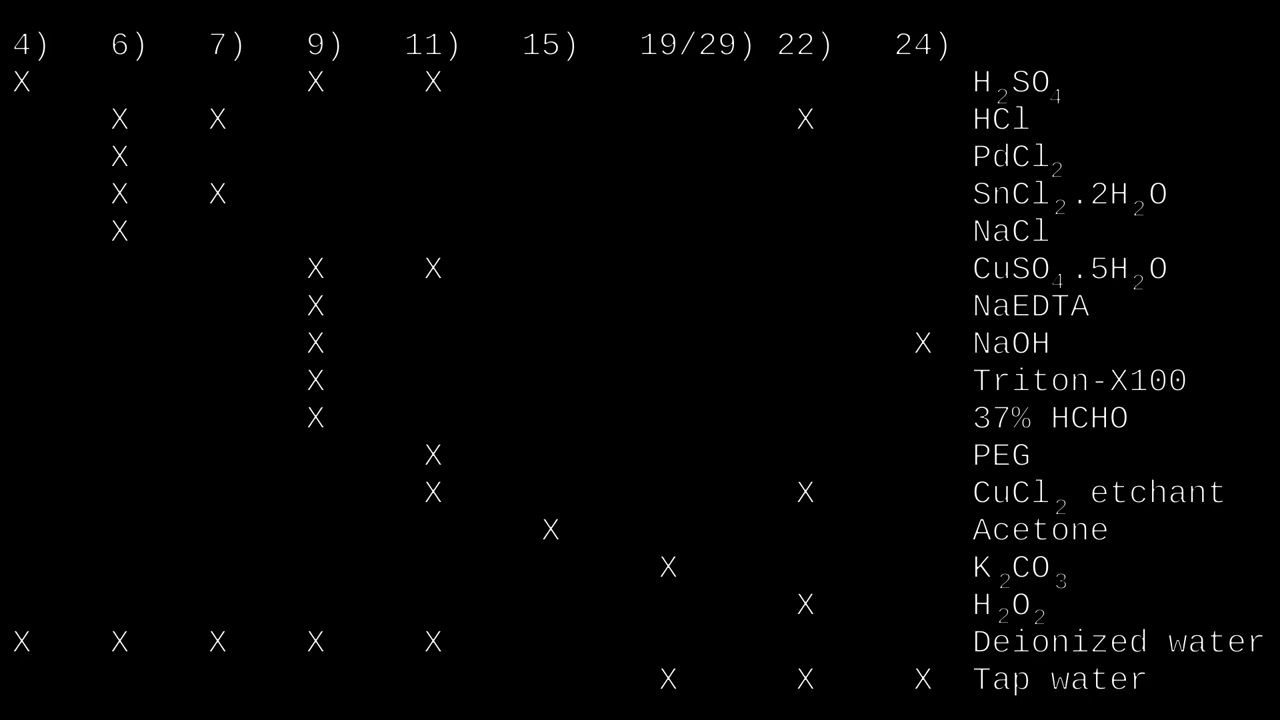 4) 6) 7) 9) 11) 15) 19/29) 22) 24)
X X X H₂SO₄
X X X HCl
X PdCl₂
X X SnCl₂.2H₂O
X NaCl
X X CuSO₄.5H₂O
X NaEDTA
X X NaOH
X Triton-X100
X 37% HCHO
X PEG
X X CuCl₂ etchant
X Acetone
X K₂CO₃
X H₂O₂
X X X X X Deionized water
X X X Tap water